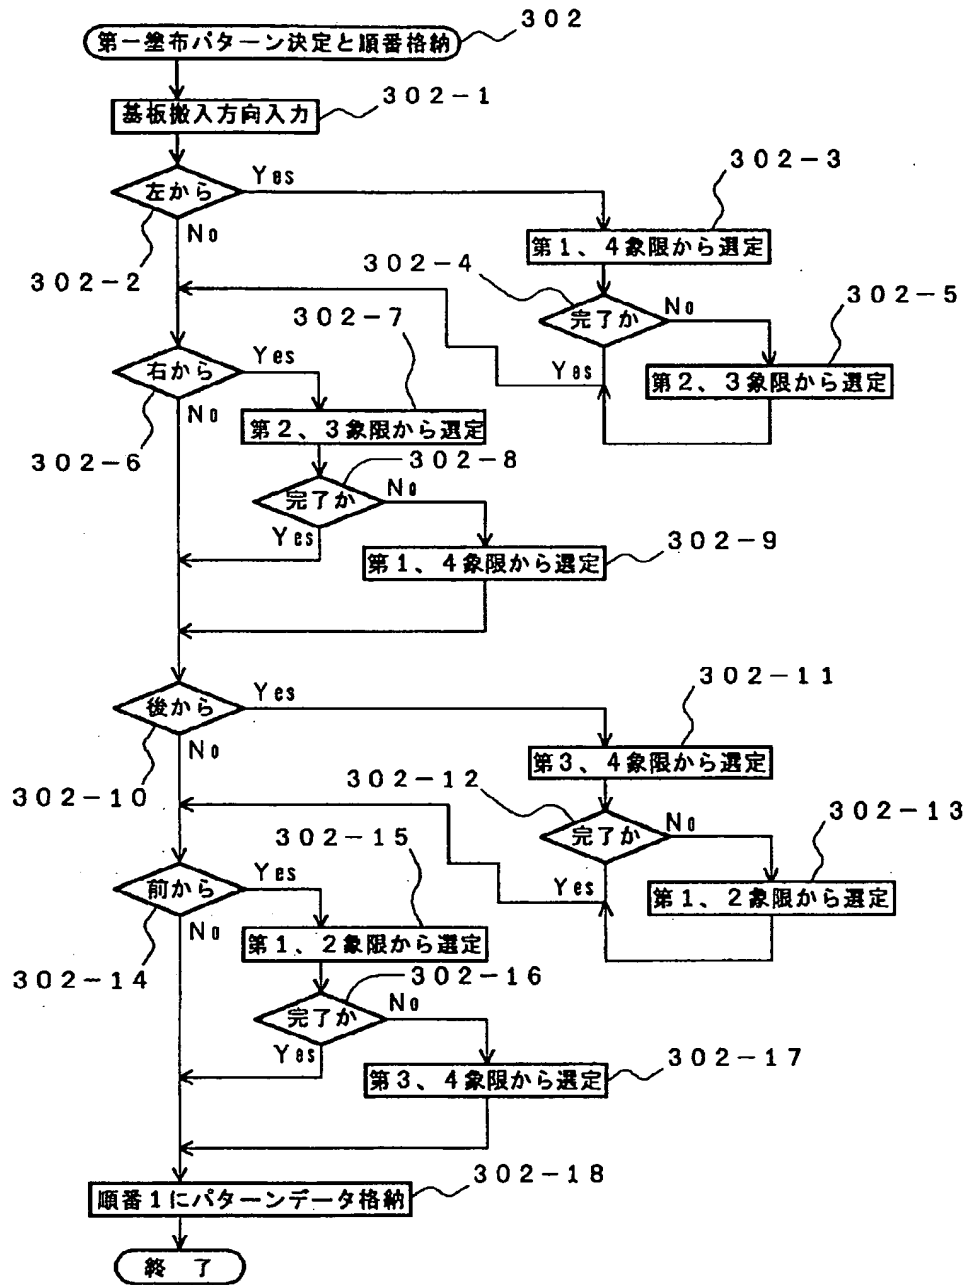 302
第一塗布パターン決定と順番格納
302-1
基板搬入方向入力
左から
Yes
No
302-2
302-3
第1、4象限から選定
302-4
完了か
No
Yes
302-5
第2、3象限から選定
右から
Yes
No
302-6
302-7
第2、3象限から選定
302-8
完了か
No
Yes
302-9
第1、4象限から選定
後から
Yes
No
302-10
302-11
第3、4象限から選定
302-12
完了か
No
Yes
302-13
第1、2象限から選定
前から
Yes
No
302-14
302-15
第1、2象限から選定
302-16
完了か
No
Yes
302-17
第3、4象限から選定
302-18
順番1にパターンデータ格納
終了